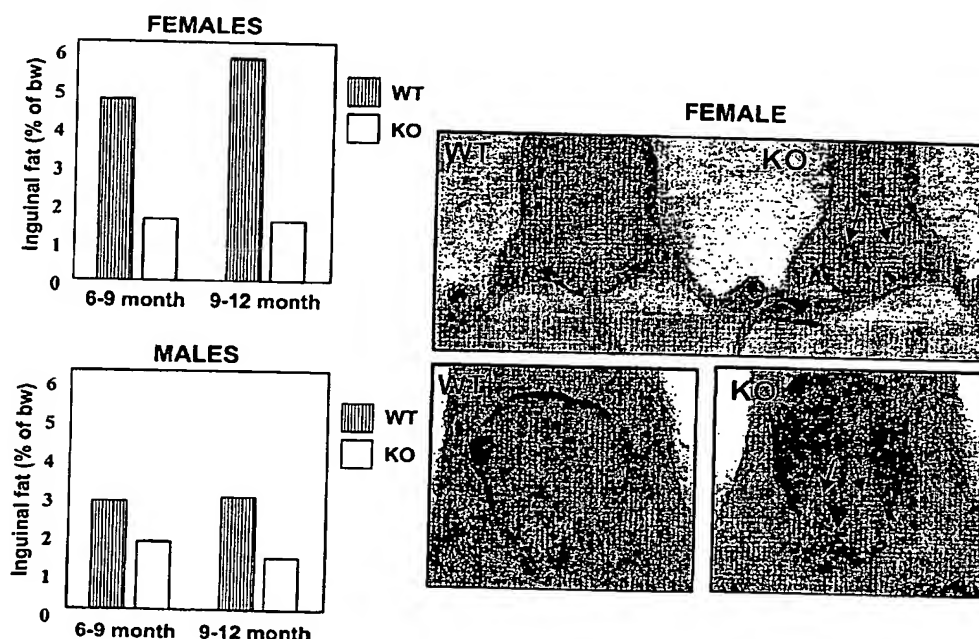 FEMALES
Inguinal fat (% of bw)
6
5
4
3
2
1
0
6-9 month 9-12 month
WT
KO
MALES
Inguinal fat (% of bw)
6
5
4
3
2
1
0
6-9 month 9-12 month
WT
KO
FEMALE
WT KO
WT KO